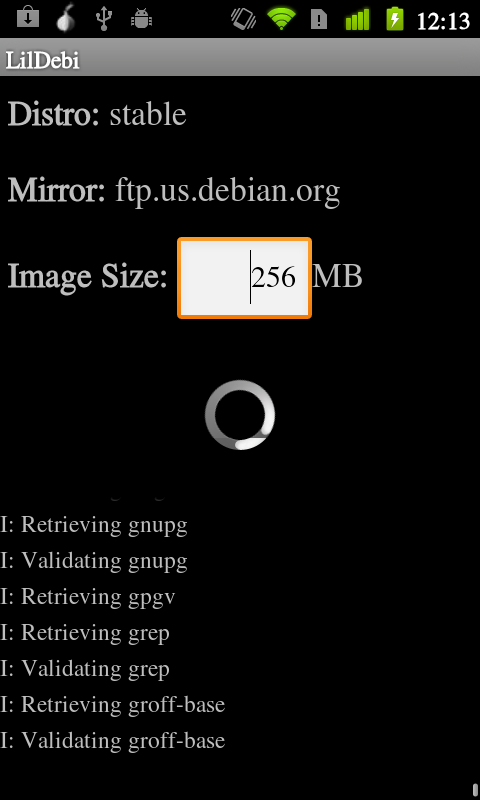 12:13
LilDebi
Distro: stable
Mirror: ftp.us.debian.org
Image Size: 256 MB
I: Retrieving gnupg
I: Validating gnupg
I: Retrieving gpgv
I: Retrieving grep
I: Validating grep
I: Retrieving groff-base
I: Validating groff-base